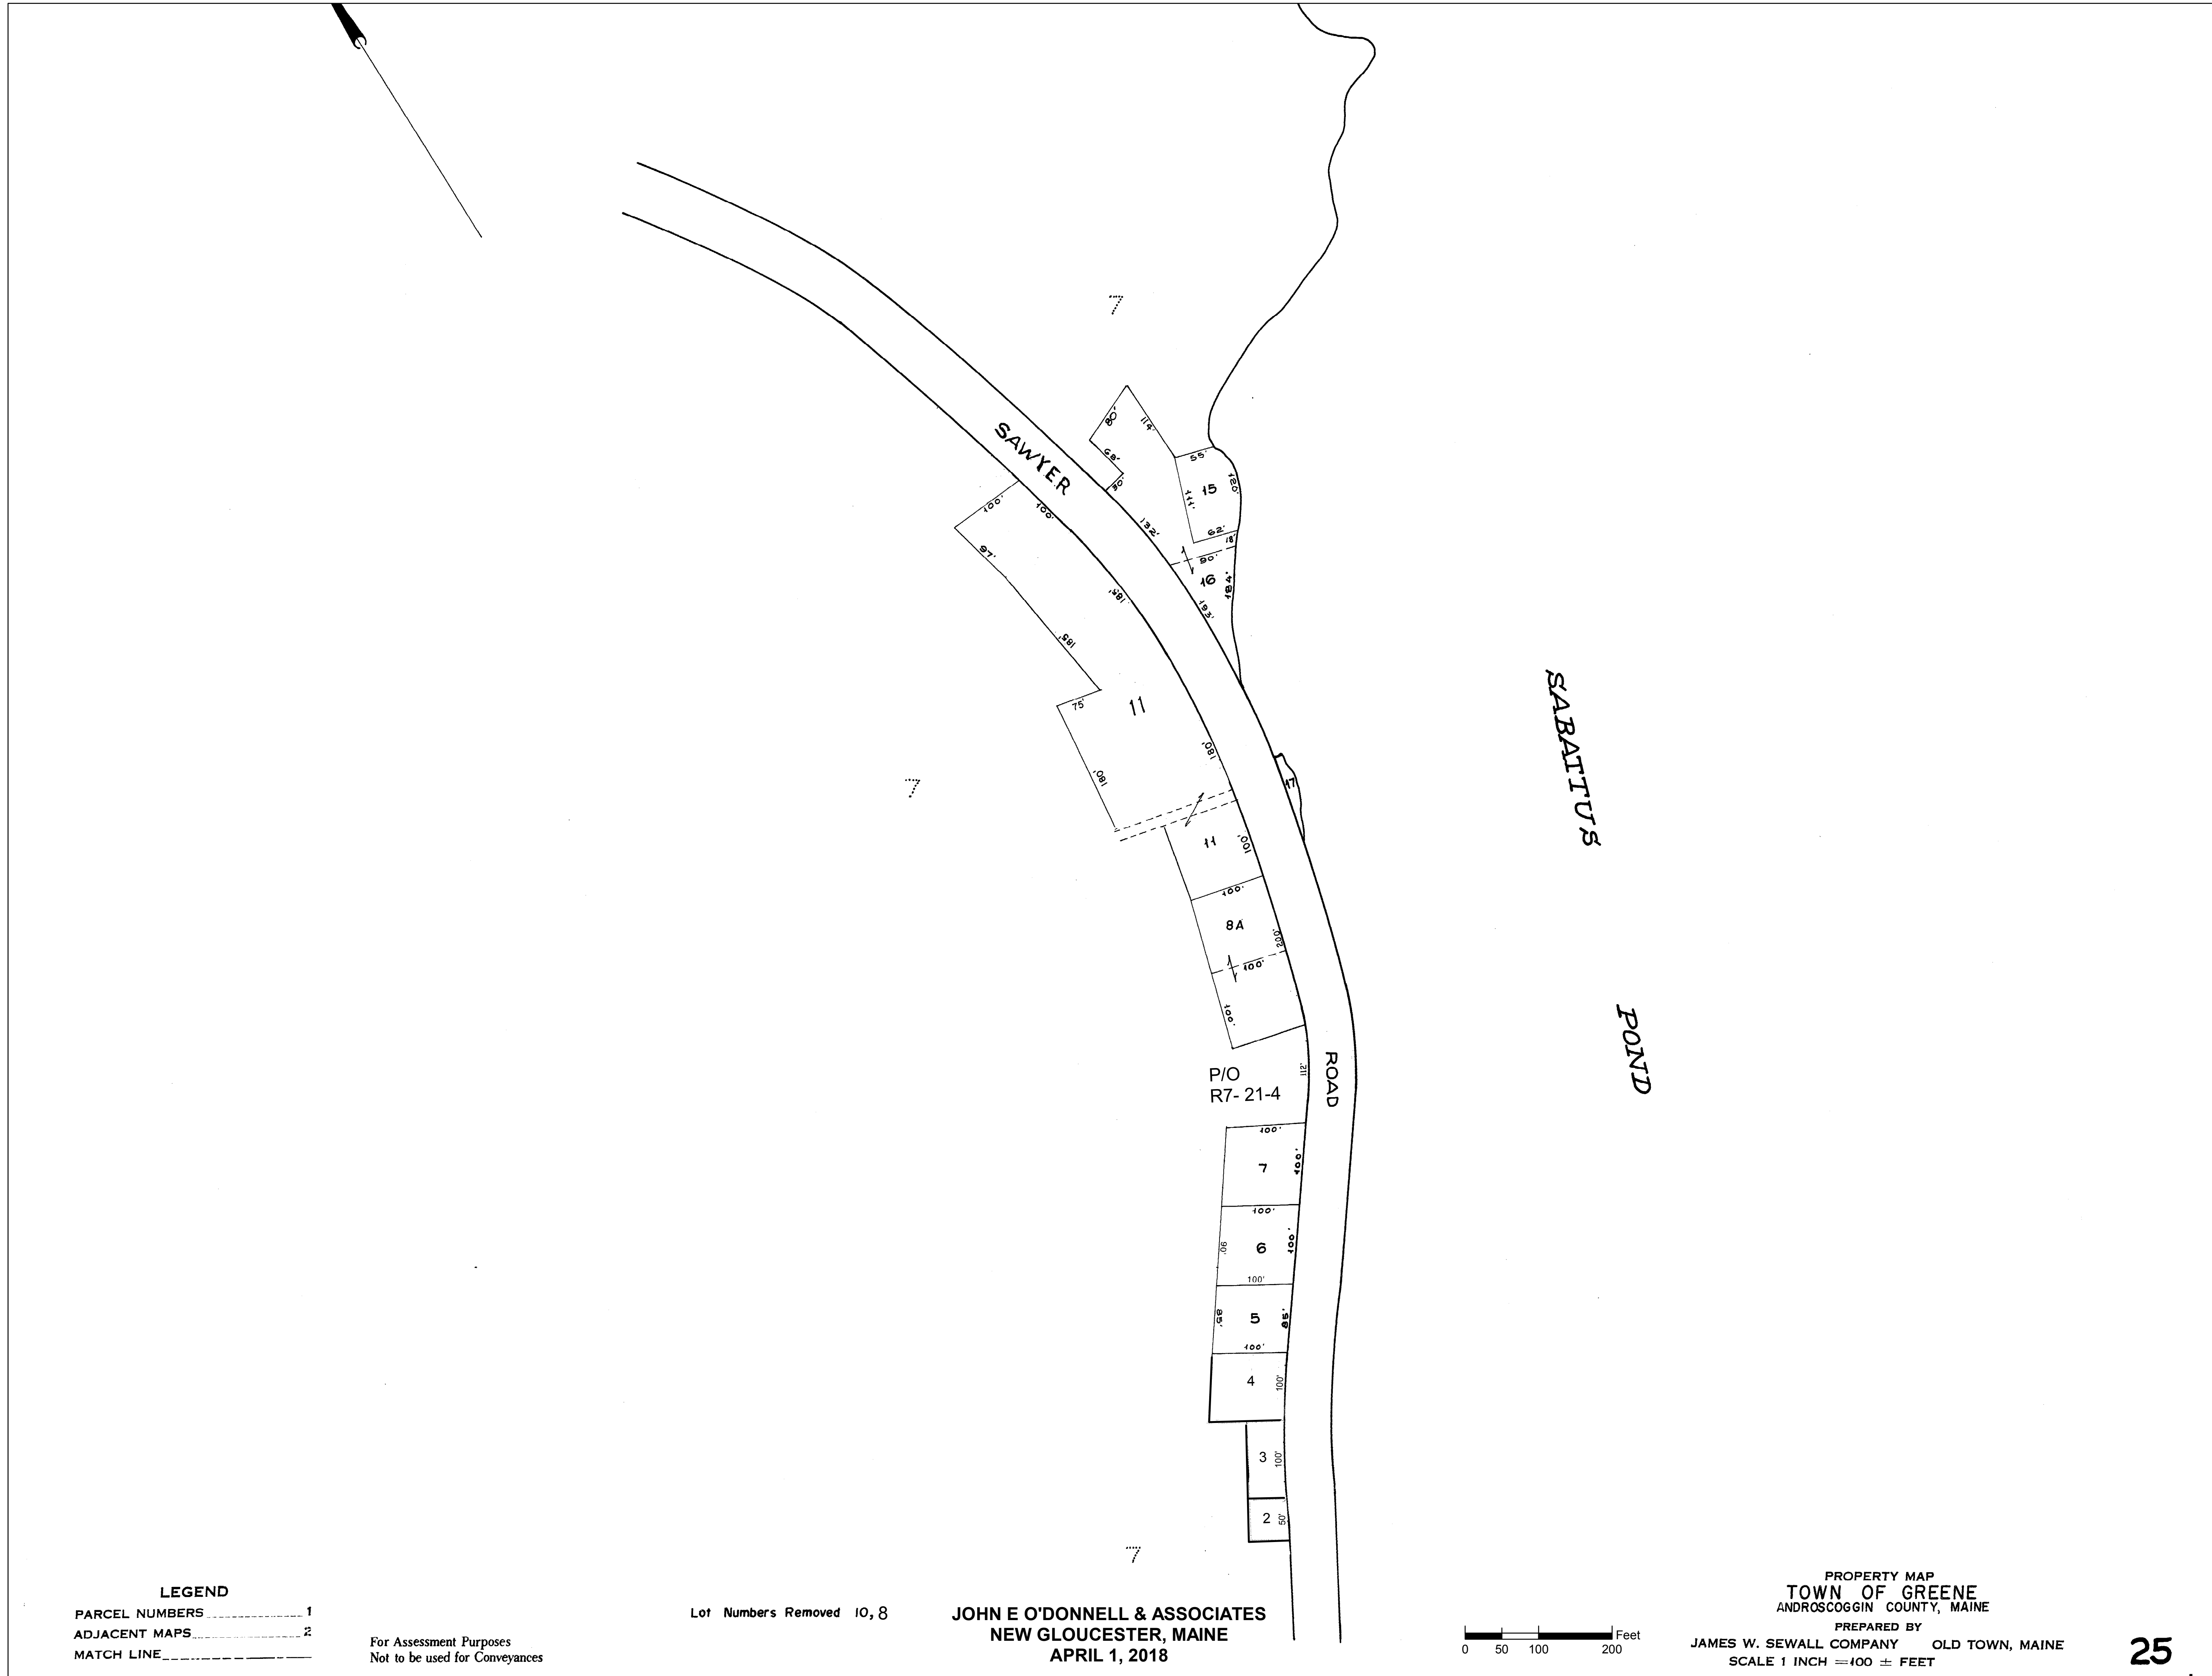 7
SAWYER
80'
114'
68'
30'
55'
15
120'
111'
62'
18'
132'
90'
16
184'
193'
100'
100'
97'
185'
185'
75'
11
180'
180'
17
7
11
100'
100'
8A
200'
100'
100'
SABATTUS
POND
ROAD
112'
P/O
R7- 21-4
100'
7
100'
100'
6
90'
100'
100'
5
85'
85'
100'
4
100'
3
100'
2
50'
7
LEGEND
PARCEL NUMBERS 1
ADJACENT MAPS 2
MATCH LINE
For Assessment Purposes
Not to be used for Conveyances
Lot Numbers Removed 10, 8
JOHN E O'DONNELL & ASSOCIATES
NEW GLOUCESTER, MAINE
APRIL 1, 2018
Feet
0 50 100 200
PROPERTY MAP
TOWN OF GREENE
ANDROSCOGGIN COUNTY, MAINE
PREPARED BY
JAMES W. SEWALL COMPANY OLD TOWN, MAINE
SCALE 1 INCH = 100 ± FEET
25